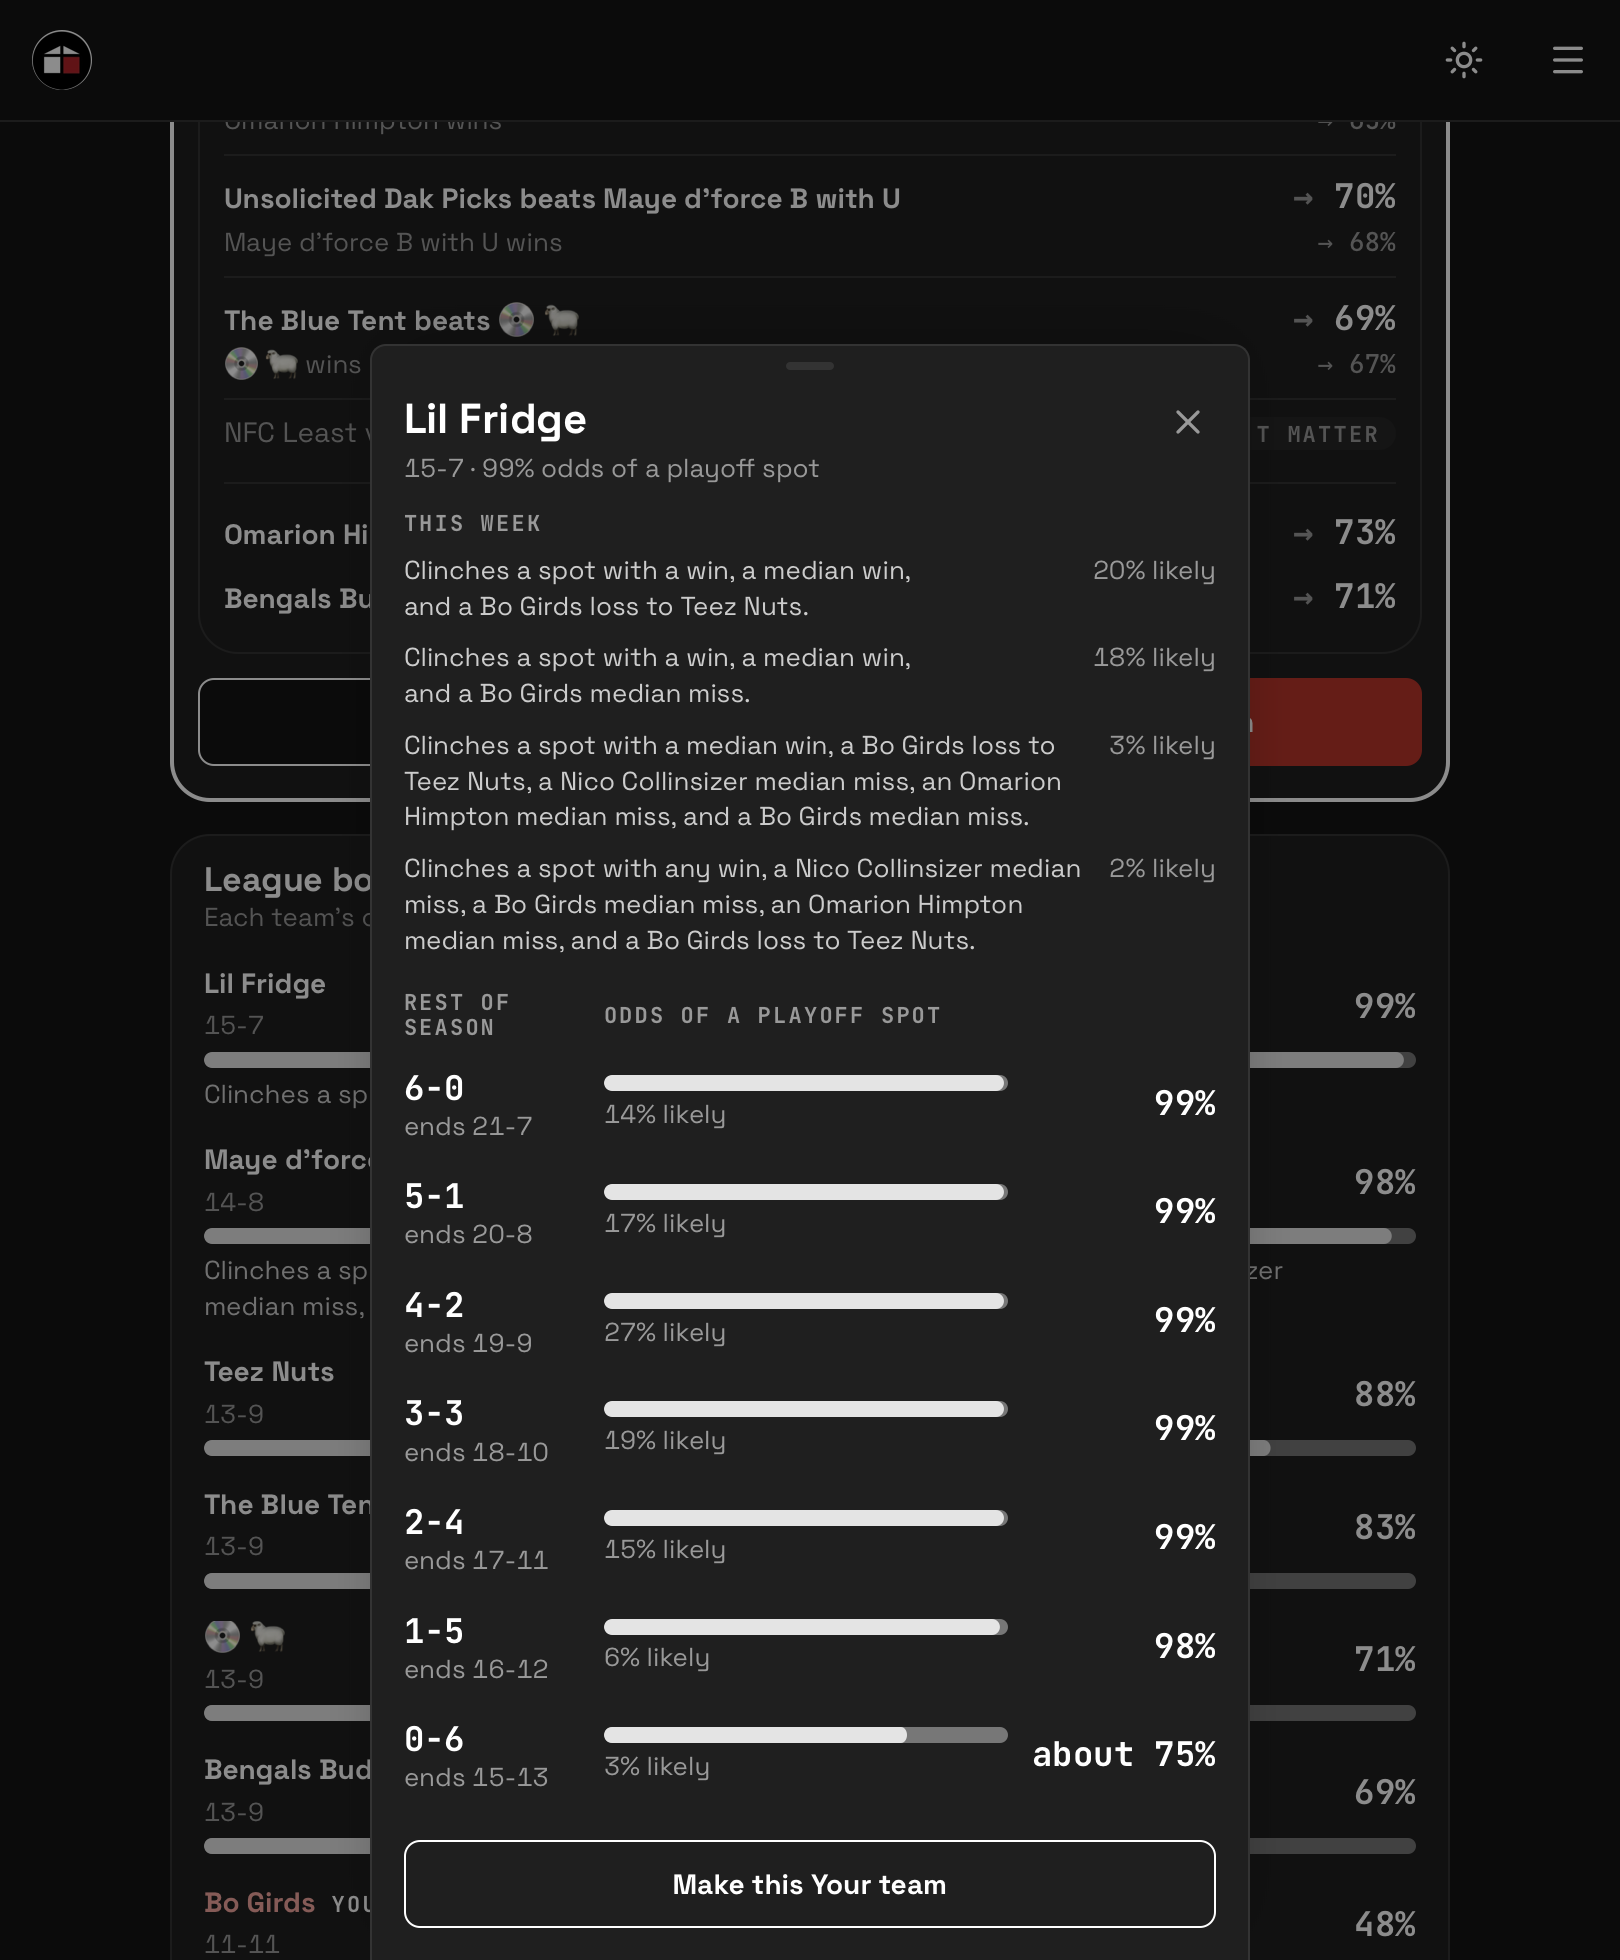 Omarion Himpton wins → 65%
Unsolicited Dak Picks beats Maye d’force B with U → 70%
Maye d’force B with U wins → 68%
The Blue Tent beats 💿 🐑 → 69%
💿 🐑 wins → 67%
NFC Least T MATTER
Omarion Hi → 73%
Bengals Bu → 71%
Lil Fridge
15-7 · 99% odds of a playoff spot
THIS WEEK
Clinches a spot with a win, a median win, 20% likely
and a Bo Girds loss to Teez Nuts.
Clinches a spot with a win, a median win, 18% likely
and a Bo Girds median miss.
Clinches a spot with a median win, a Bo Girds loss to 3% likely
Teez Nuts, a Nico Collinsizer median miss, an Omarion
Himpton median miss, and a Bo Girds median miss.
Clinches a spot with any win, a Nico Collinsizer median 2% likely
miss, a Bo Girds median miss, an Omarion Himpton
median miss, and a Bo Girds loss to Teez Nuts.
REST OF
SEASON
ODDS OF A PLAYOFF SPOT
6-0 99%
ends 21-7 14% likely
5-1 99%
ends 20-8 17% likely
4-2 99%
ends 19-9 27% likely
3-3 99%
ends 18-10 19% likely
2-4 99%
ends 17-11 15% likely
1-5 98%
ends 16-12 6% likely
0-6 about 75%
ends 15-13 3% likely
Make this Your team
League bo
Each team’s
Lil Fridge 99%
15-7
Clinches a sp
Maye d’forc 98%
14-8
Clinches a sp zer
median miss,
Teez Nuts 88%
13-9
The Blue Ten 83%
13-9
💿 🐑 71%
13-9
Bengals Bud 69%
13-9
Bo Girds YOU 48%
11-11